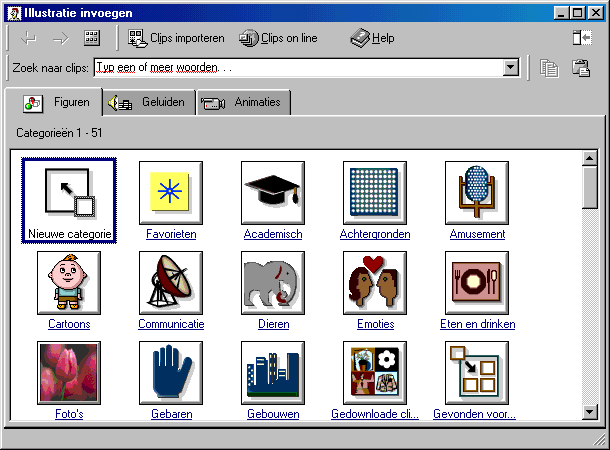 Illustratie invoegen
Clips importeren Clips on line Help
Zoek naar clips: Typ een of meer woorden. . .
Figuren Geluiden Animaties
Categorieën 1 - 51
Nieuwe categorie Favorieten Academisch Achtergronden Amusement
Cartoons Communicatie Dieren Emoties Eten en drinken
Foto's Gebaren Gebouwen Gedownloade cli... Gevonden voor...